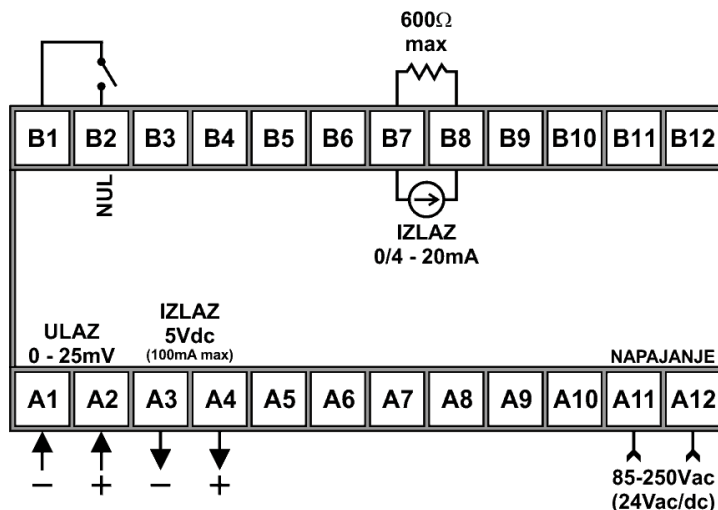 600Ω
max
B1 B2 B3 B4 B5 B6 B7 B8 B9 B10 B11 B12
NUL
IZLAZ
0/4 - 20mA
ULAZ
0 - 25mV
IZLAZ
5Vdc
(100mA max)
NAPAJANJE
A1 A2 A3 A4 A5 A6 A7 A8 A9 A10 A11 A12
− + − +
85-250Vac
(24Vac/dc)